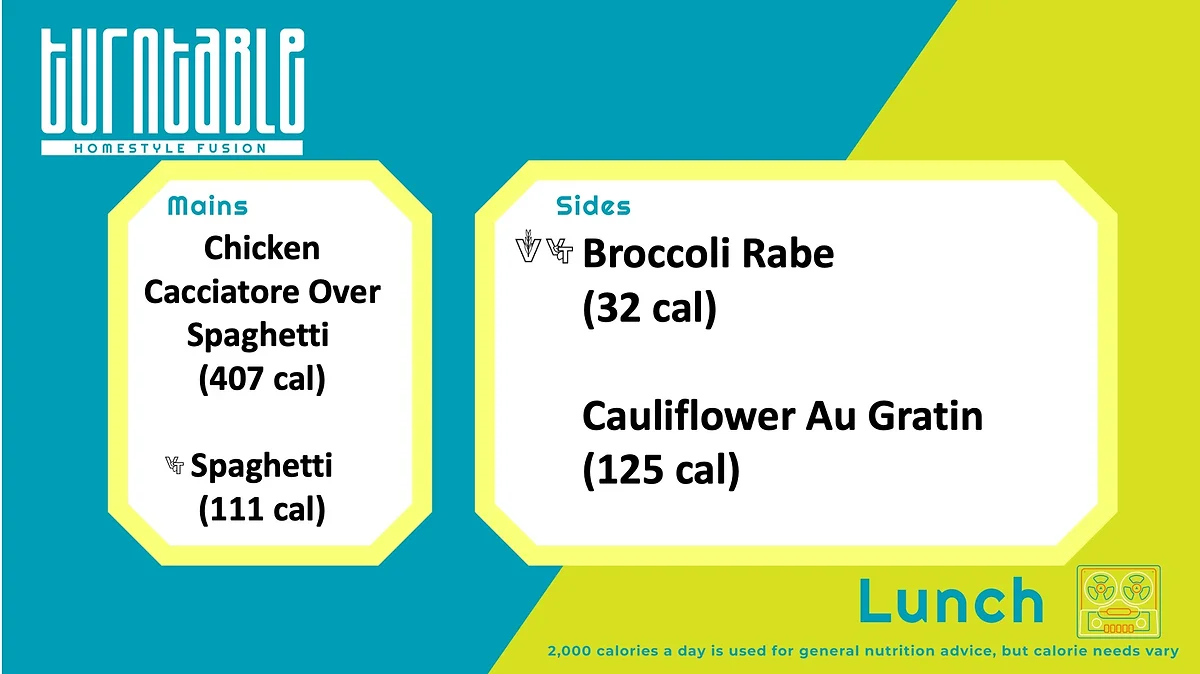 turntable
HOMESTYLE FUSION
Mains
Chicken
Cacciatore Over
Spaghetti
(407 cal)
VT Spaghetti
(111 cal)
Sides
V VT Broccoli Rabe
(32 cal)
Cauliflower Au Gratin
(125 cal)
Lunch
2,000 calories a day is used for general nutrition advice, but calorie needs vary